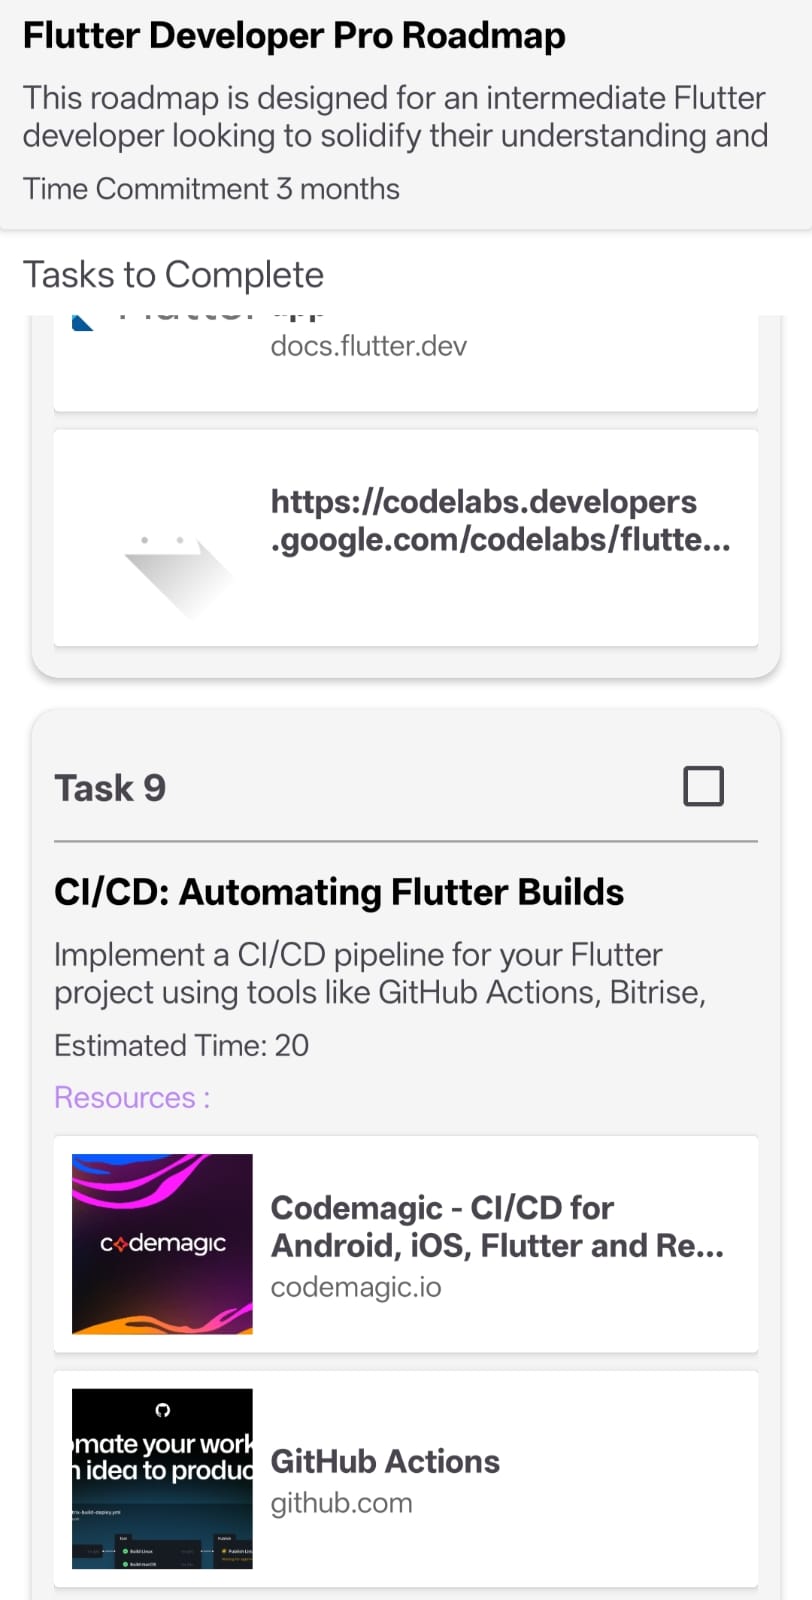 Flutter Developer Pro Roadmap
This roadmap is designed for an intermediate Flutter
developer looking to solidify their understanding and
Time Commitment 3 months
Tasks to Complete
docs.flutter.dev
https://codelabs.developers
.google.com/codelabs/flutte...
Task 9
CI/CD: Automating Flutter Builds
Implement a CI/CD pipeline for your Flutter
project using tools like GitHub Actions, Bitrise,
Estimated Time: 20
Resources :
codemagic
Codemagic - CI/CD for
Android, iOS, Flutter and Re...
codemagic.io
mate your work
idea to produc
GitHub Actions
github.com